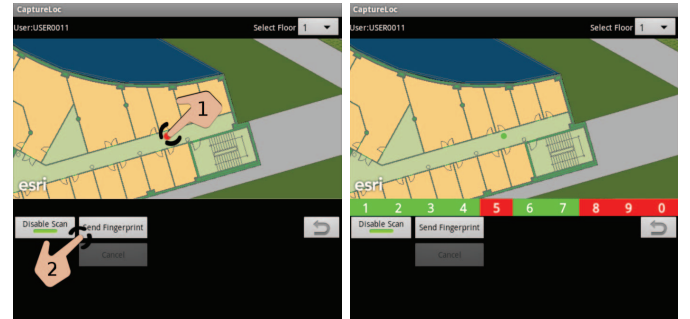 CaptureLoc
User:USER0011 Select Floor 1
1
esri
Disable Scan Send Fingerprint
2
Cancel
CaptureLoc
User:USER0011 Select Floor 1
esri
1 2 3 4 5 6 7 8 9 0
Disable Scan Send Fingerprint
Cancel